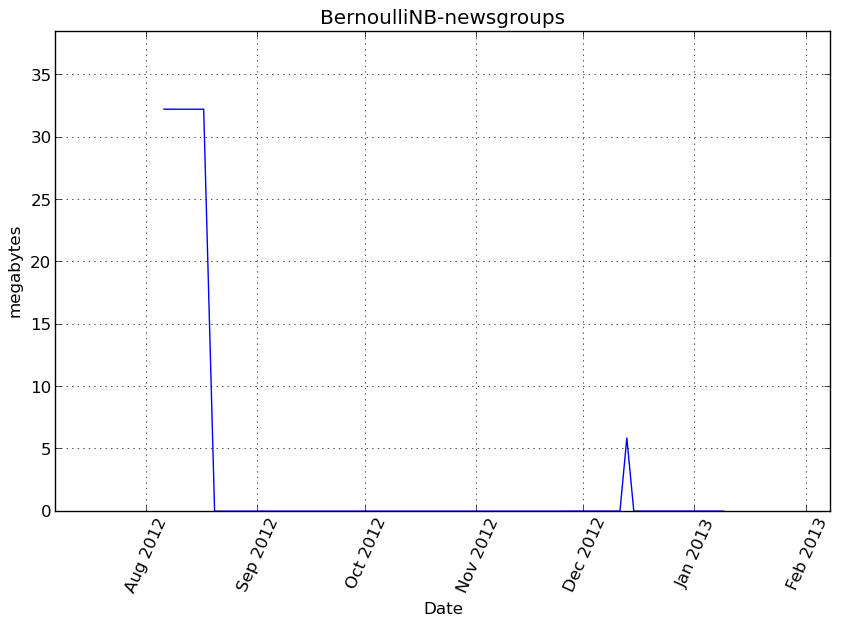 BernoulliNB-newsgroups
megabytes
35
30
25
20
15
10
5
0
Aug 2012
Sep 2012
Oct 2012
Nov 2012
Dec 2012
Jan 2013
Feb 2013
Date